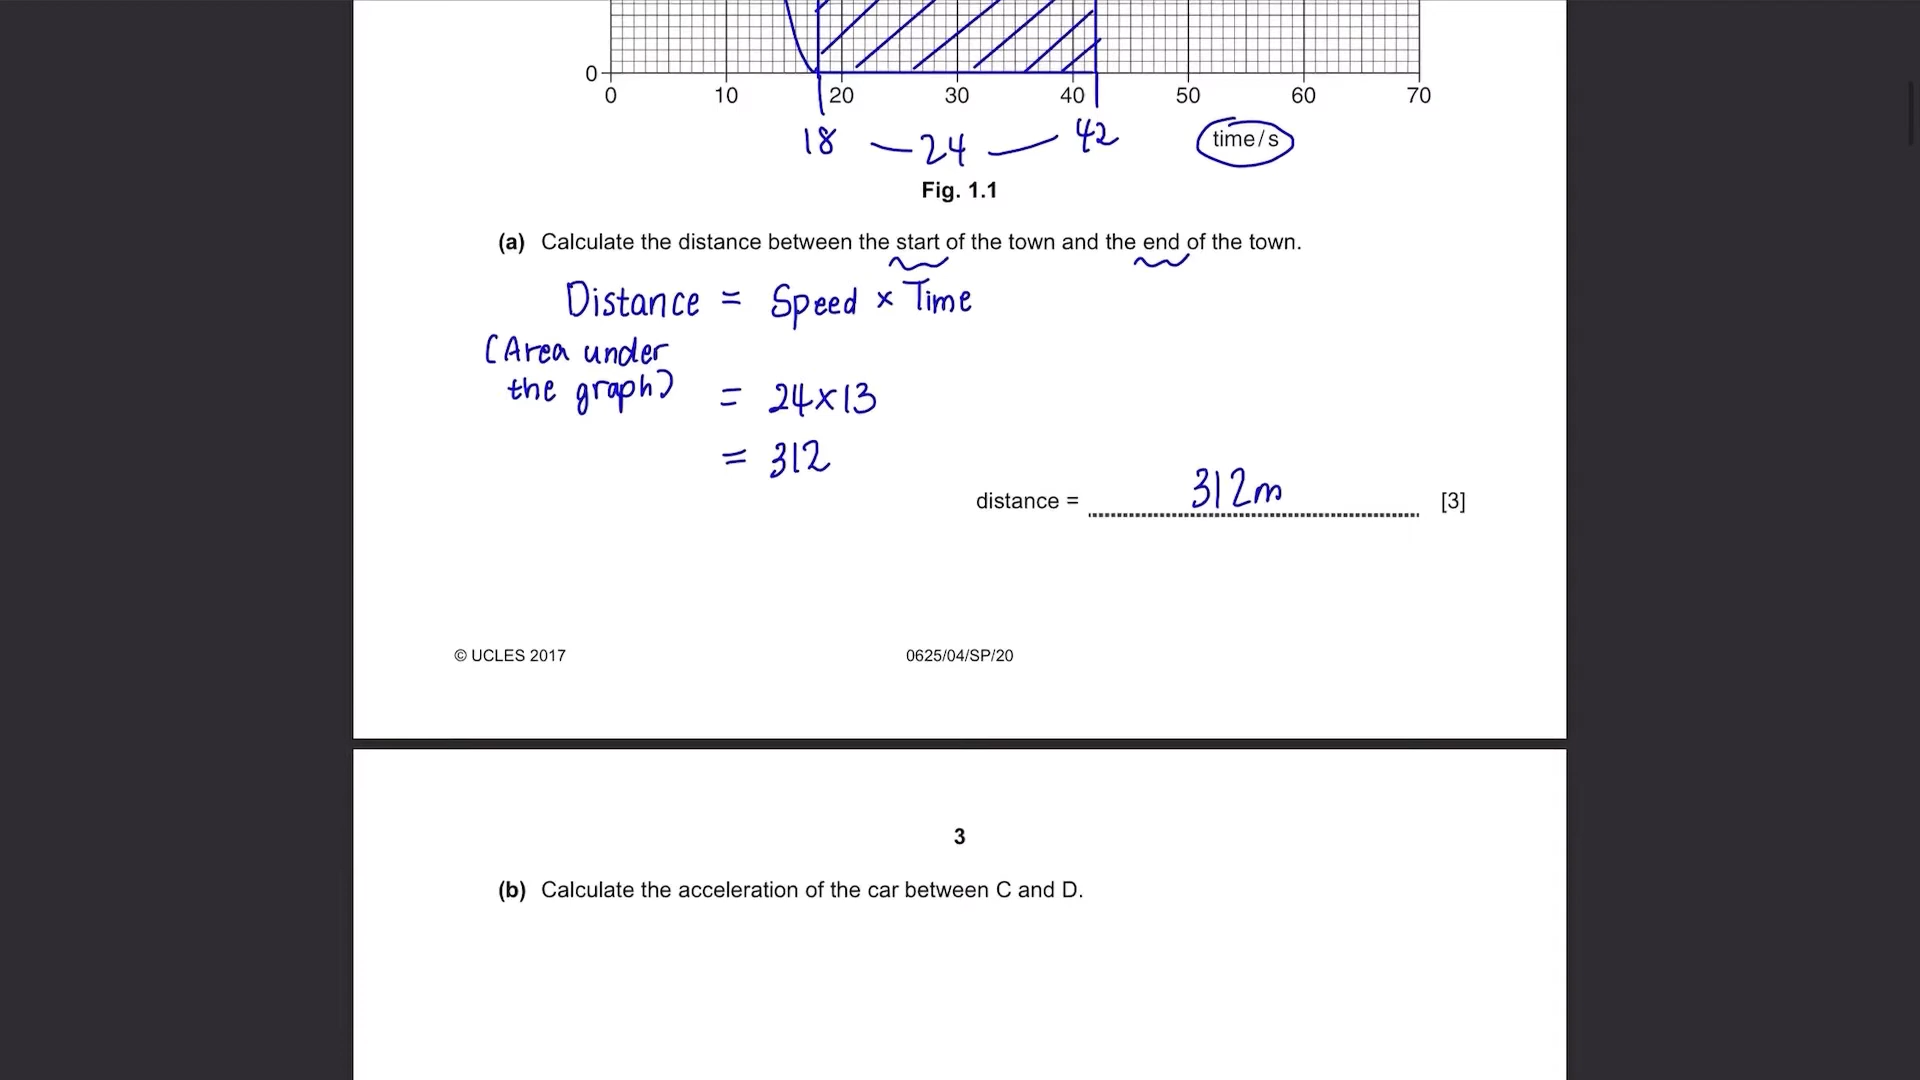 0
0 10 20 30 40 50 60 70
18 — 24 — 42 time/s
Fig. 1.1
(a) Calculate the distance between the start of the town and the end of the town.
Distance = Speed × Time
(Area under
the graph) = 24×13
= 312
distance = 312m [3]
© UCLES 2017 0625/04/SP/20
3
(b) Calculate the acceleration of the car between C and D.